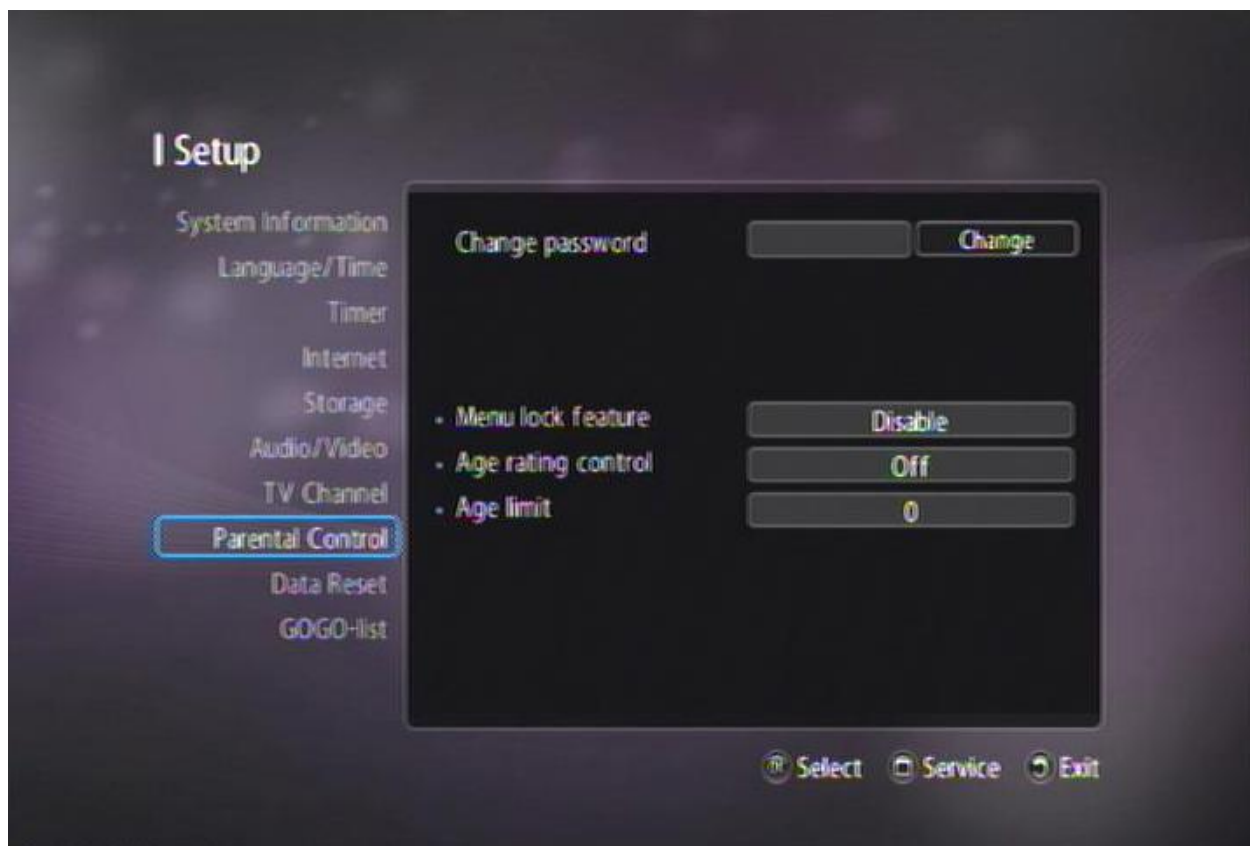 Setup
System Information
Language/Time
Timer
Internet
Storage
Audio/Video
TV Channel
Parental Control
Data Reset
GOGO-list
Change password Change
Menu lock feature Disable
Age rating control Off
Age limit 0
OK Select Service Exit